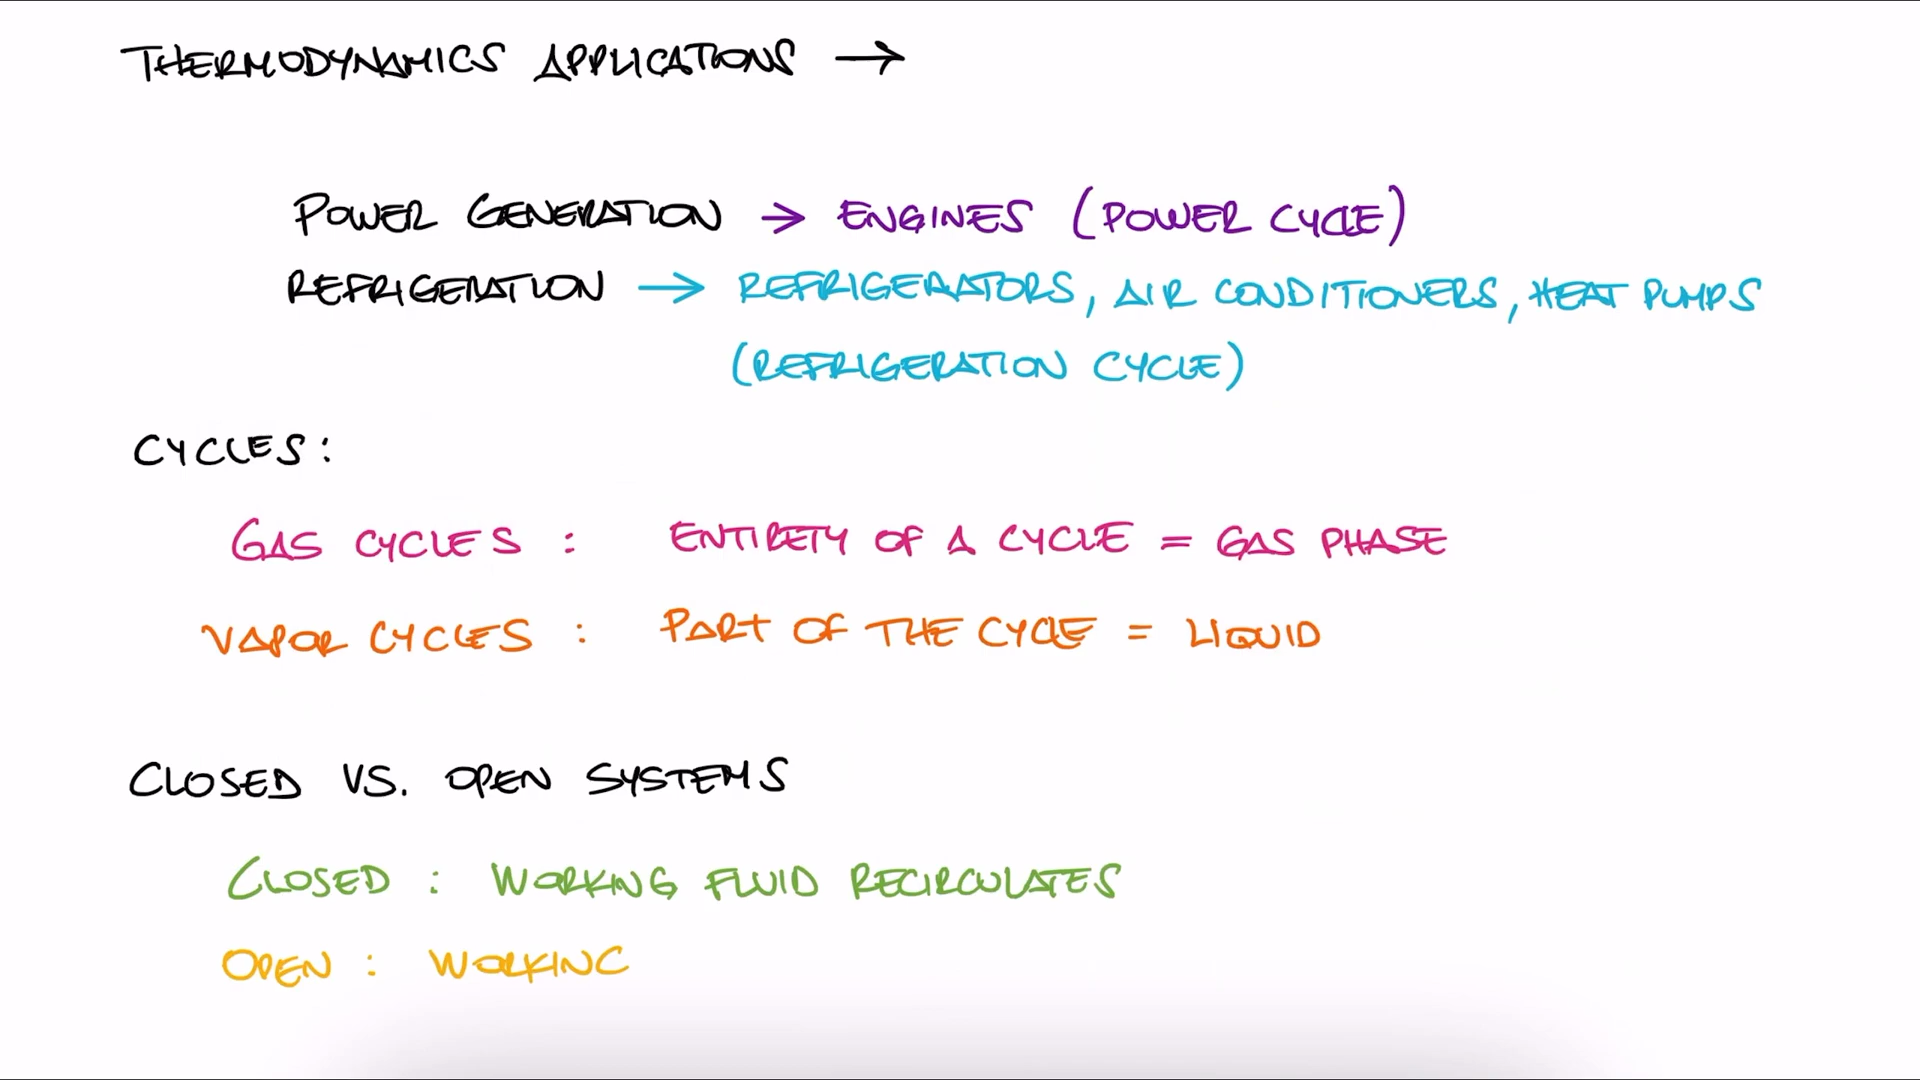 THERMODYNAMICS APPLICATIONS →
POWER GENERATION → ENGINES (POWER CYCLE)
REFRIGERATION → REFRIGERATORS, AIR CONDITIONERS, HEAT PUMPS
(REFRIGERATION CYCLE)
CYCLES:
GAS CYCLES : ENTIRETY OF A CYCLE = GAS PHASE
VAPOR CYCLES : PART OF THE CYCLE = LIQUID
CLOSED VS. OPEN SYSTEMS
CLOSED : WORKING FLUID RECIRCULATES
OPEN : WORKINC